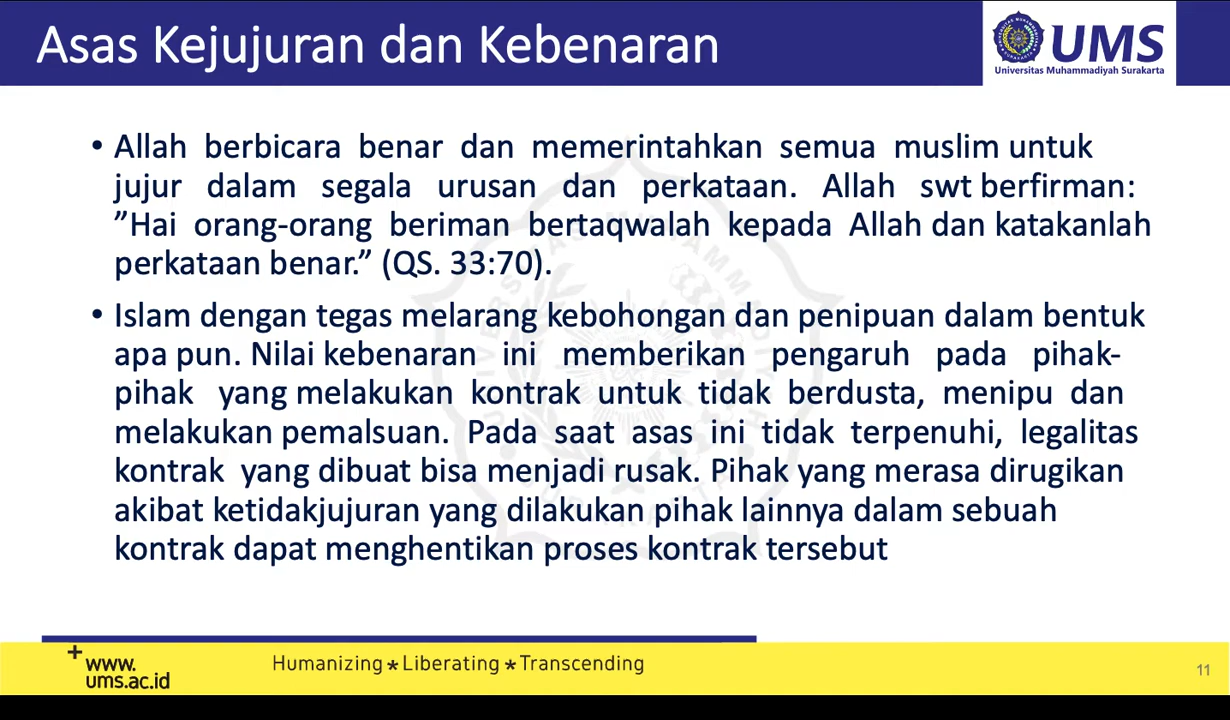 Asas Kejujuran dan Kebenaran
UMS
Universitas Muhammadiyah Surakarta
• Allah berbicara benar dan memerintahkan semua muslim untuk
jujur dalam segala urusan dan perkataan. Allah swt berfirman:
”Hai orang-orang beriman bertaqwalah kepada Allah dan katakanlah
perkataan benar.” (QS. 33:70).
• Islam dengan tegas melarang kebohongan dan penipuan dalam bentuk
apa pun. Nilai kebenaran ini memberikan pengaruh pada pihak-
pihak yang melakukan kontrak untuk tidak berdusta, menipu dan
melakukan pemalsuan. Pada saat asas ini tidak terpenuhi, legalitas
kontrak yang dibuat bisa menjadi rusak. Pihak yang merasa dirugikan
akibat ketidakjujuran yang dilakukan pihak lainnya dalam sebuah
kontrak dapat menghentikan proses kontrak tersebut
+
www.
ums.ac.id
Humanizing * Liberating * Transcending
11